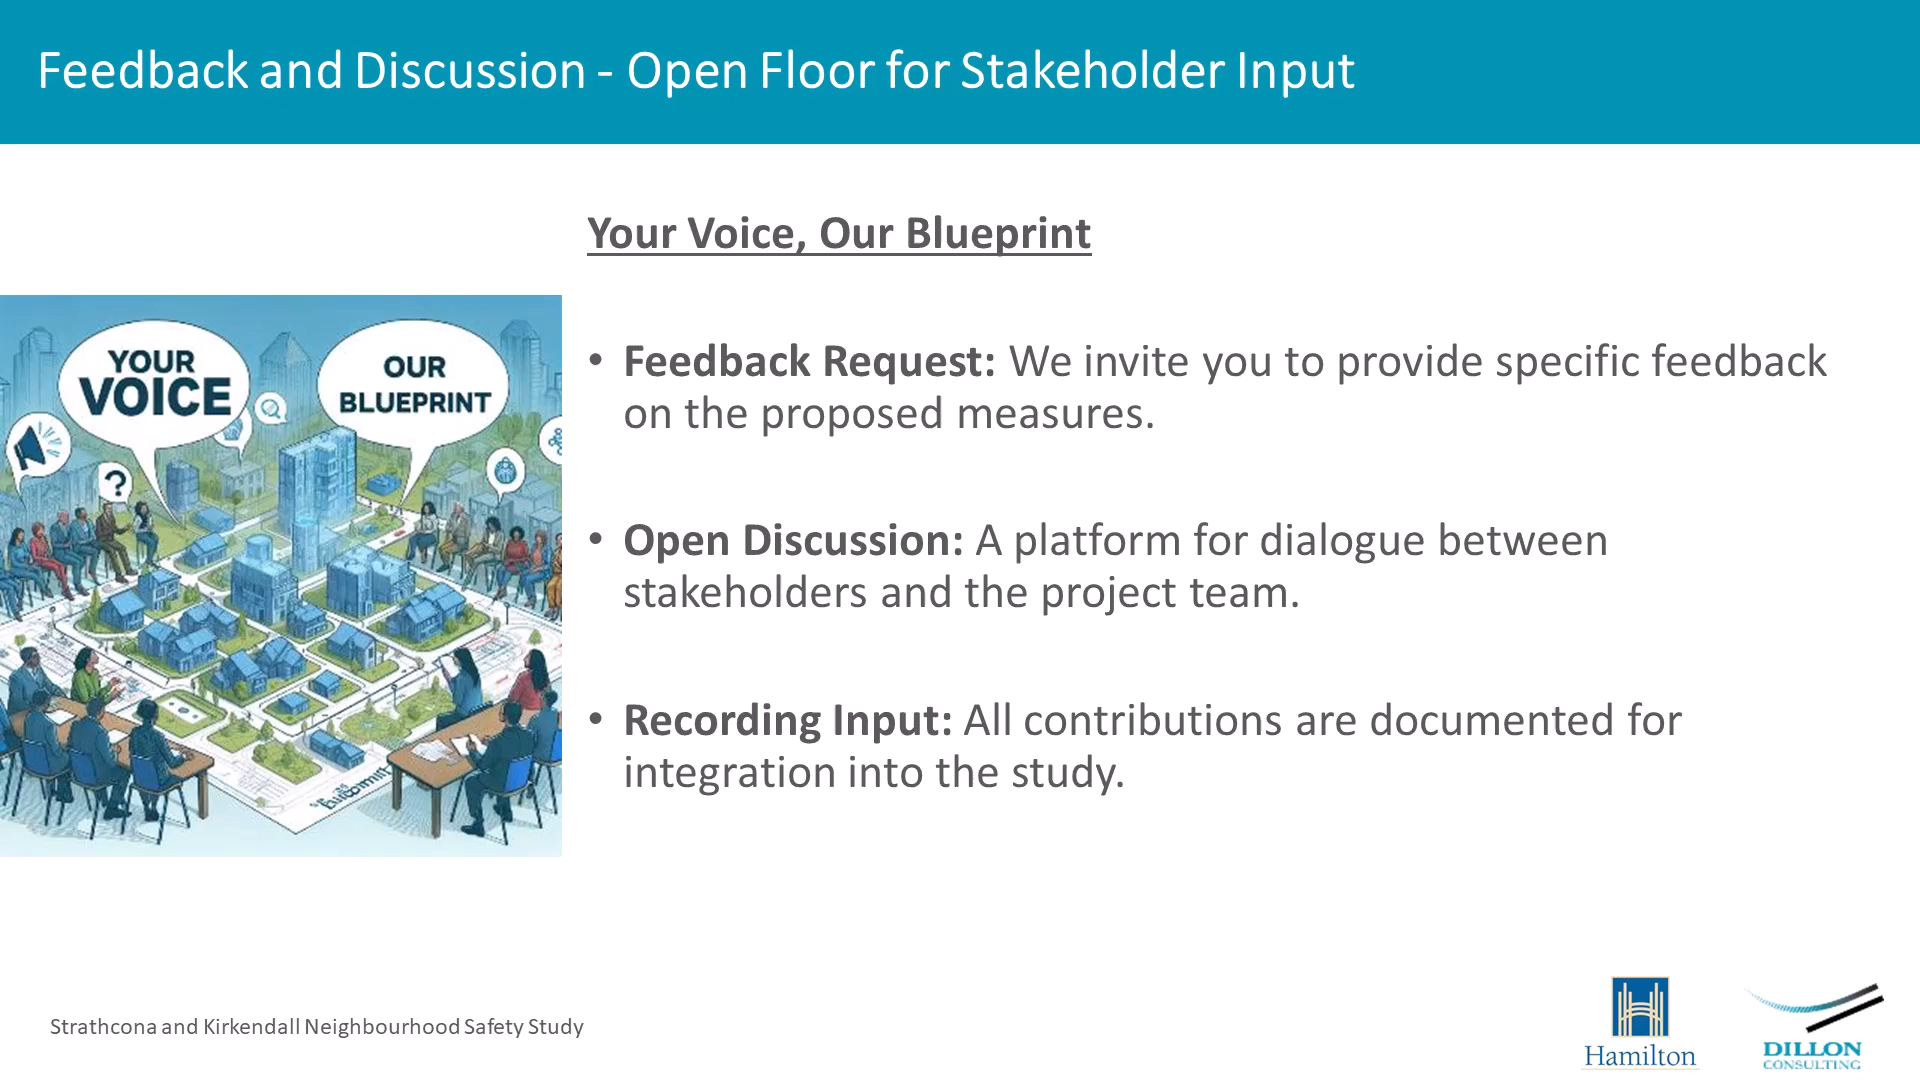 Feedback and Discussion - Open Floor for Stakeholder Input
Your Voice, Our Blueprint
YOUR
VOICE
OUR
BLUEPRINT
?
• Feedback Request: We invite you to provide specific feedback
on the proposed measures.
• Open Discussion: A platform for dialogue between
stakeholders and the project team.
• Recording Input: All contributions are documented for
integration into the study.
Strathcona and Kirkendall Neighbourhood Safety Study
Hamilton
DILLON
CONSULTING